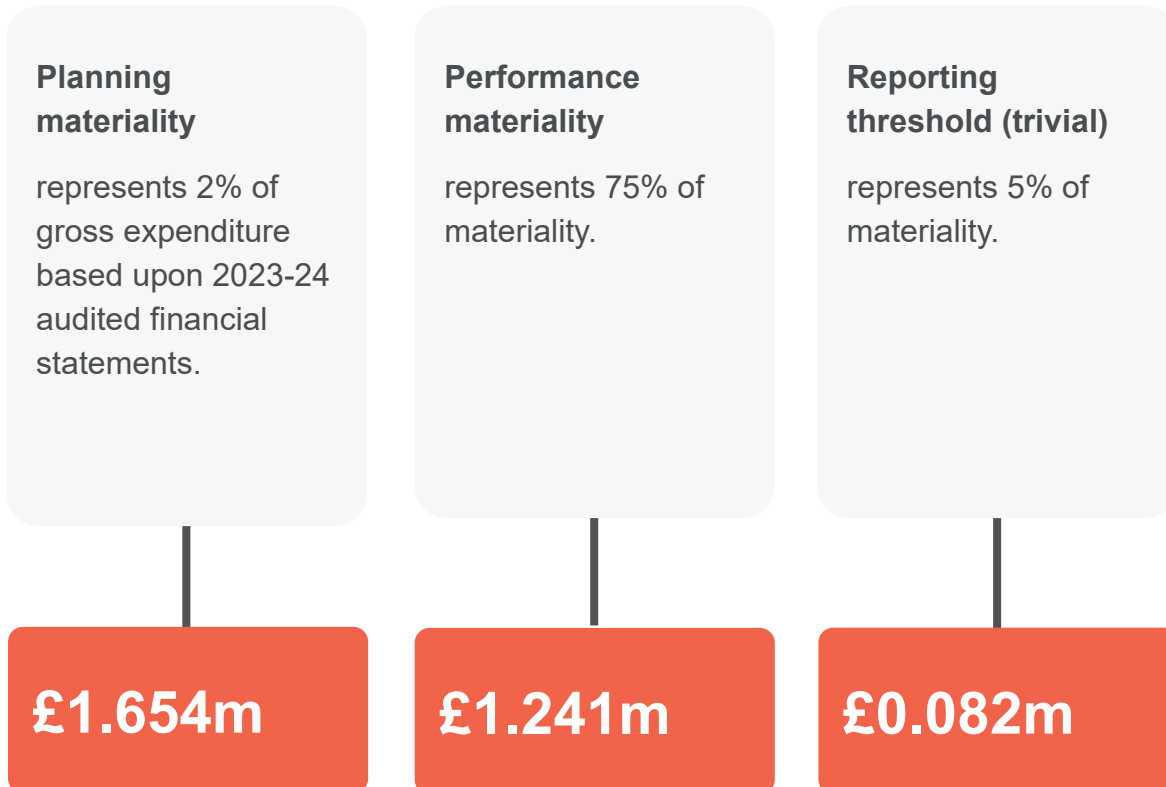 Planning
materiality
represents 2% of
gross expenditure
based upon 2023-24
audited financial
statements.
£1.654m
Performance
materiality
represents 75% of
materiality.
£1.241m
Reporting
threshold (trivial)
represents 5% of
materiality.
£0.082m